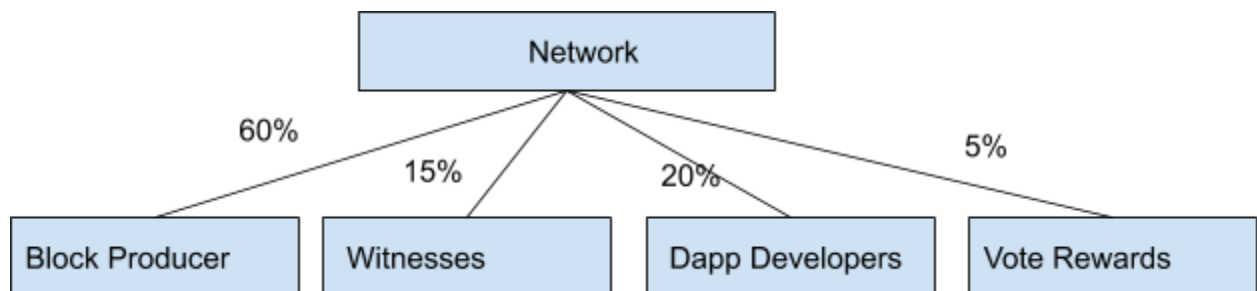 Network
60%
15%
20%
5%
Block Producer
Witnesses
Dapp Developers
Vote Rewards